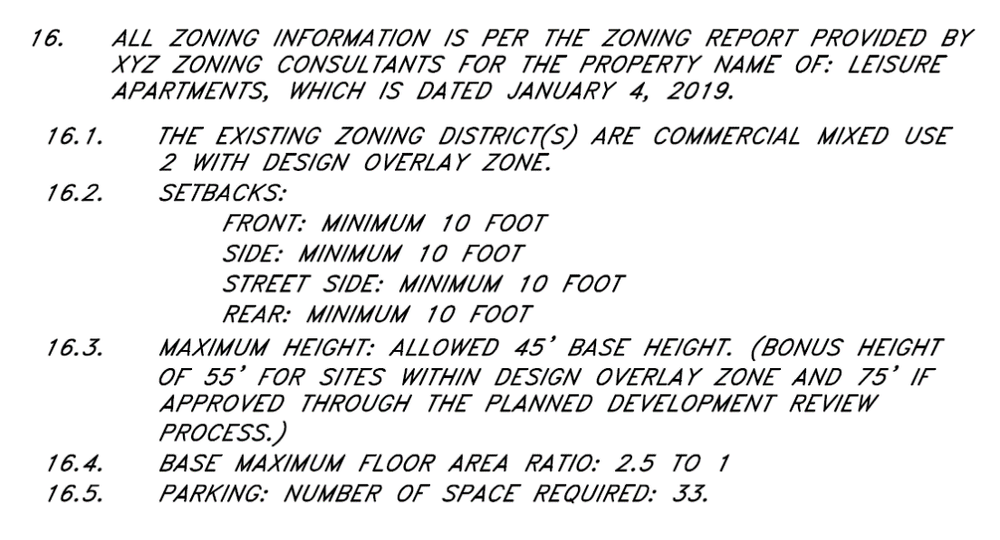 16. ALL ZONING INFORMATION IS PER THE ZONING REPORT PROVIDED BY
XYZ ZONING CONSULTANTS FOR THE PROPERTY NAME OF: LEISURE
APARTMENTS, WHICH IS DATED JANUARY 4, 2019.
16.1. THE EXISTING ZONING DISTRICT(S) ARE COMMERCIAL MIXED USE
2 WITH DESIGN OVERLAY ZONE.
16.2. SETBACKS:
FRONT: MINIMUM 10 FOOT
SIDE: MINIMUM 10 FOOT
STREET SIDE: MINIMUM 10 FOOT
REAR: MINIMUM 10 FOOT
16.3. MAXIMUM HEIGHT: ALLOWED 45' BASE HEIGHT. (BONUS HEIGHT
OF 55' FOR SITES WITHIN DESIGN OVERLAY ZONE AND 75' IF
APPROVED THROUGH THE PLANNED DEVELOPMENT REVIEW
PROCESS.)
16.4. BASE MAXIMUM FLOOR AREA RATIO: 2.5 TO 1
16.5. PARKING: NUMBER OF SPACE REQUIRED: 33.